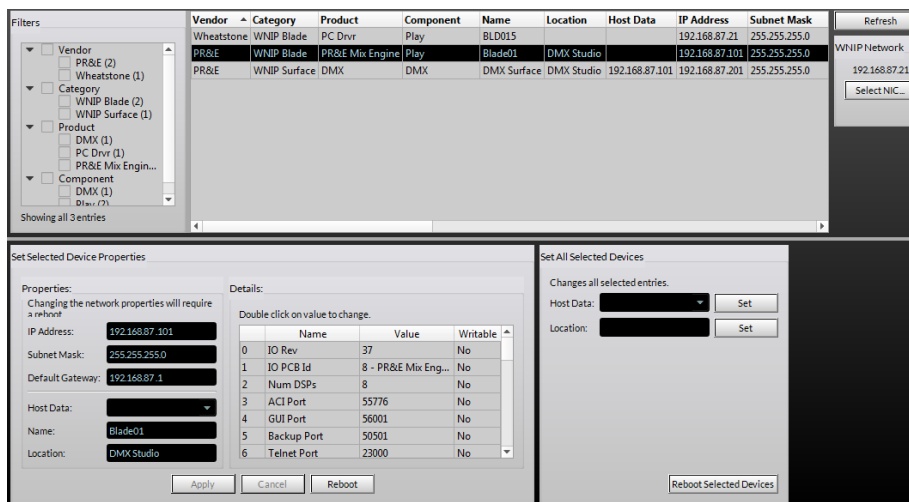 Filters
Vendor
PR&E (2)
Wheatstone (1)
Category
WNIP Blade (2)
WNIP Surface (1)
Product
DMX (1)
PC Drvr (1)
PR&E Mix Engin...
Component
DMX (1)
Play (2)
Showing all 3 entries
Vendor Category Product Component Name Location Host Data IP Address Subnet Mask
Wheatstone WNIP Blade PC Drvr Play BLD015 192.168.87.21 255.255.255.0
PR&E WNIP Blade PR&E Mix Engine Play Blade01 DMX Studio 192.168.87.101 255.255.255.0
PR&E WNIP Surface DMX DMX DMX Surface DMX Studio 192.168.87.101 192.168.87.201 255.255.255.0
Refresh
WNIP Network
192.168.87.21
Select NIC...
Set Selected Device Properties
Properties:
Changing the network properties will require
a reboot
IP Address: 192.168.87.101
Subnet Mask: 255.255.255.0
Default Gateway: 192.168.87.1
Host Data:
Name: Blade01
Location: DMX Studio
Details:
Double click on value to change.
Name Value Writable
0 IO Rev 37 No
1 IO PCB Id 8 - PR&E Mix Eng... No
2 Num DSPs 8 No
3 ACI Port 55776 No
4 GUI Port 56001 No
5 Backup Port 50501 No
6 Telnet Port 23000 No
Apply Cancel Reboot
Set All Selected Devices
Changes all selected entries.
Host Data: Set
Location: Set
Reboot Selected Devices